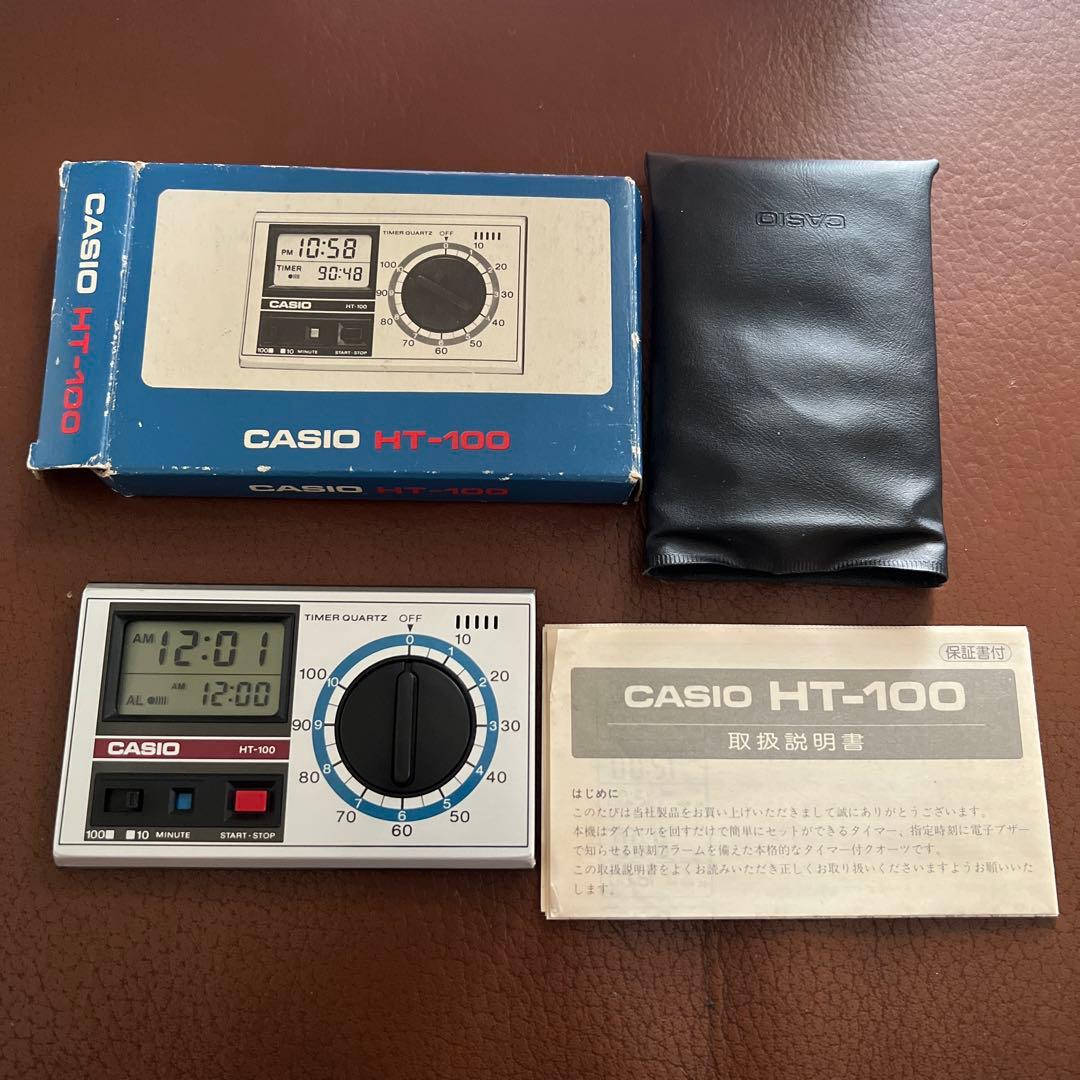 CASIO HT-100
TIMER QUARTZ OFF
PM 10:58
TIMER 90:48
CASIO HT-100
100 10 MINUTE START·STOP
0 10 20 30 40 50 60 70 80 90 100
CASIO HT-100
CASIO HT-100
CASIO
TIMER QUARTZ OFF
AM 12:01
AL AM 12:00
CASIO HT-100
100 10 MINUTE START·STOP
10 20 30 40 50 60 70 80 90 100
0 1 2 3 4 5 6 7 8 9 10
保証書付
CASIO HT-100
取扱説明書
はじめに
このたびは当社製品をお買い上げいただきまして誠にありがとうございます。
本機はダイヤルを回すだけで簡単にセットができるタイマー、指定時刻に電子ブザー
で知らせる時刻アラームを備えた本格的なタイマー付クオーツです。
この取扱説明書をよくお読みいただき正しくお取り扱いくださいますようお願いいた
します。